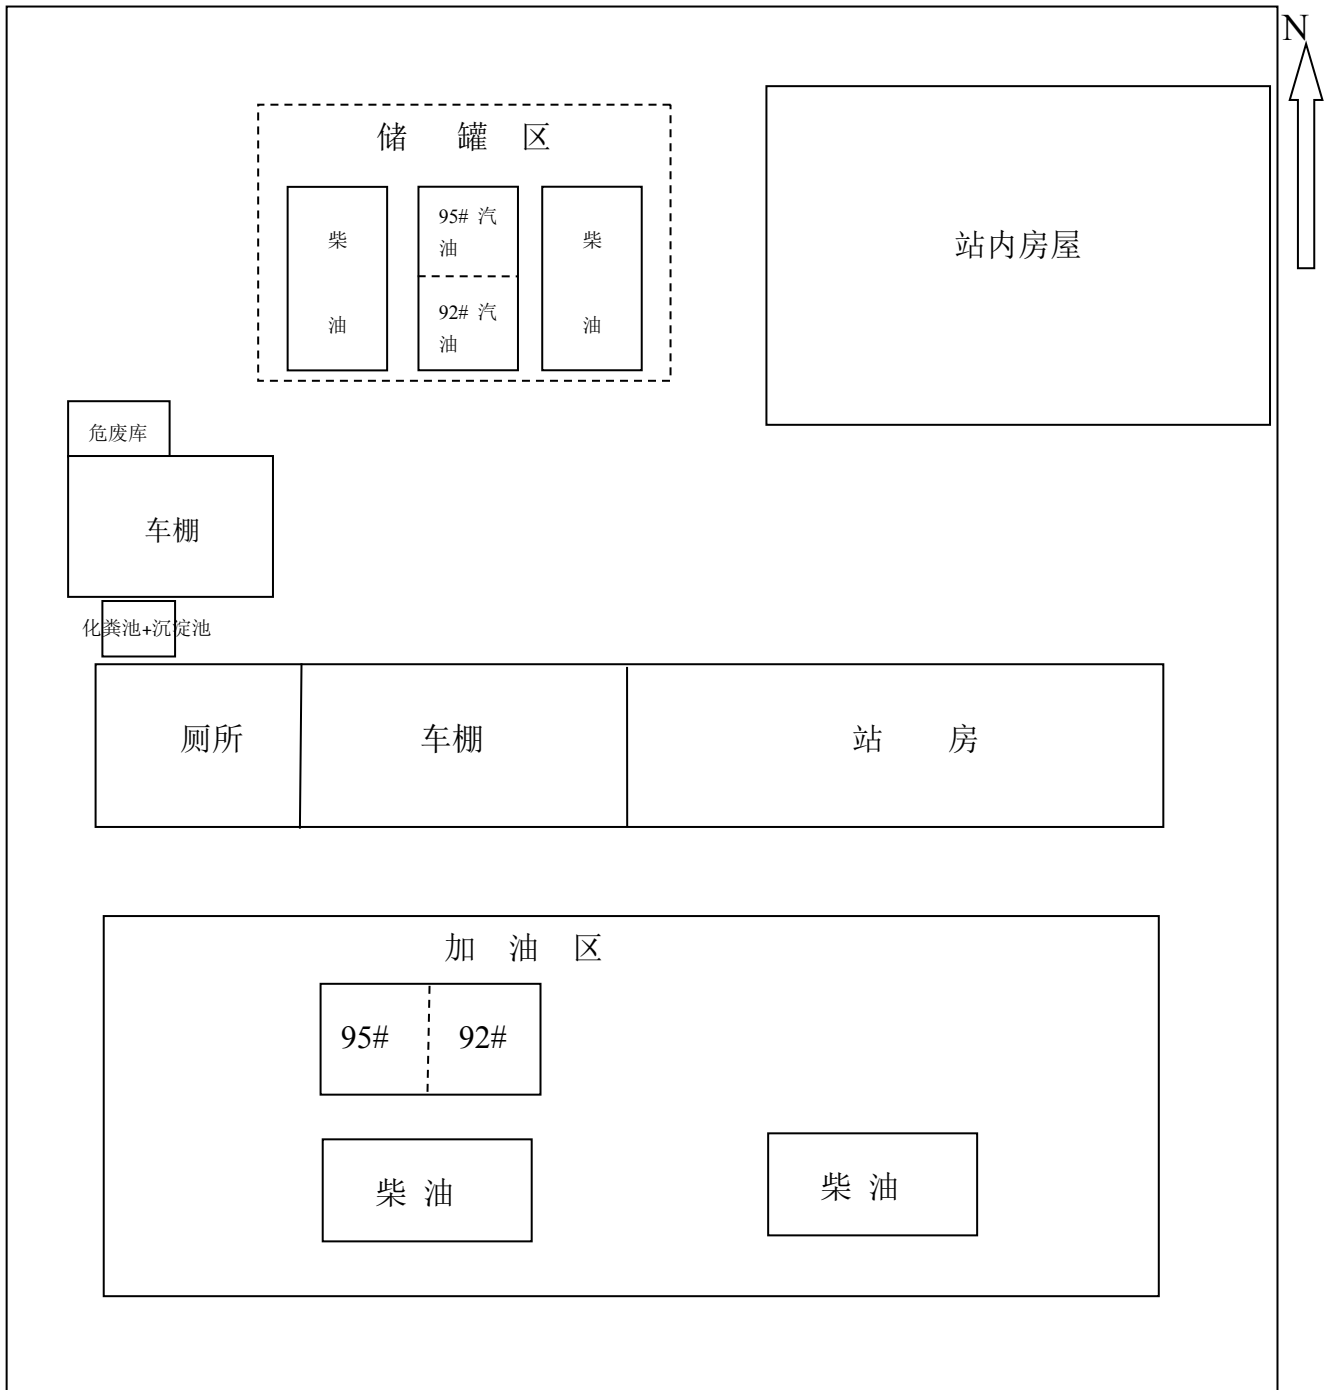 N
储 罐 区
柴
油
95# 汽
油
92# 汽
油
柴
油
站内房屋
危废库
车棚
化粪池+沉淀池
厕所
车棚
站 房
加 油 区
95#
92#
柴 油
柴 油